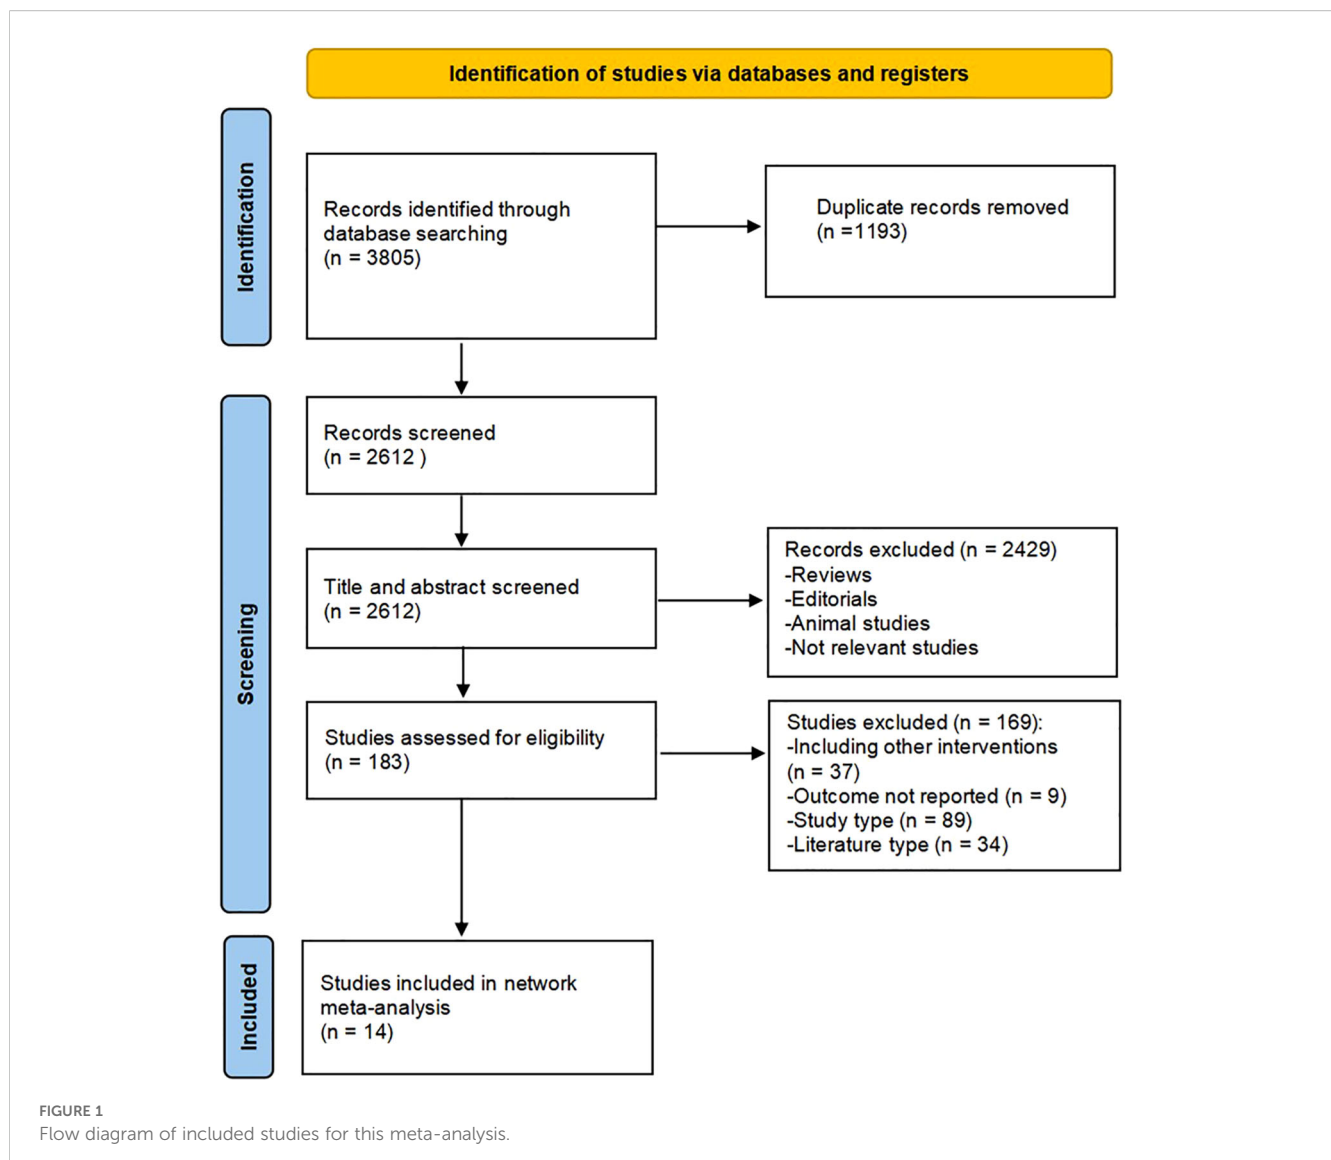 Identification of studies via databases and registers
Identification
Records identified through
database searching
(n = 3805)
Duplicate records removed
(n =1193)
Screening
Records screened
(n = 2612 )
Title and abstract screened
(n = 2612)
Records excluded (n = 2429)
-Reviews
-Editorials
-Animal studies
-Not relevant studies
Studies assessed for eligibility
(n = 183)
Studies excluded (n = 169):
-Including other interventions
(n = 37)
-Outcome not reported (n = 9)
-Study type (n = 89)
-Literature type (n = 34)
Included
Studies included in network
meta-analysis
(n = 14)
FIGURE 1
Flow diagram of included studies for this meta-analysis.